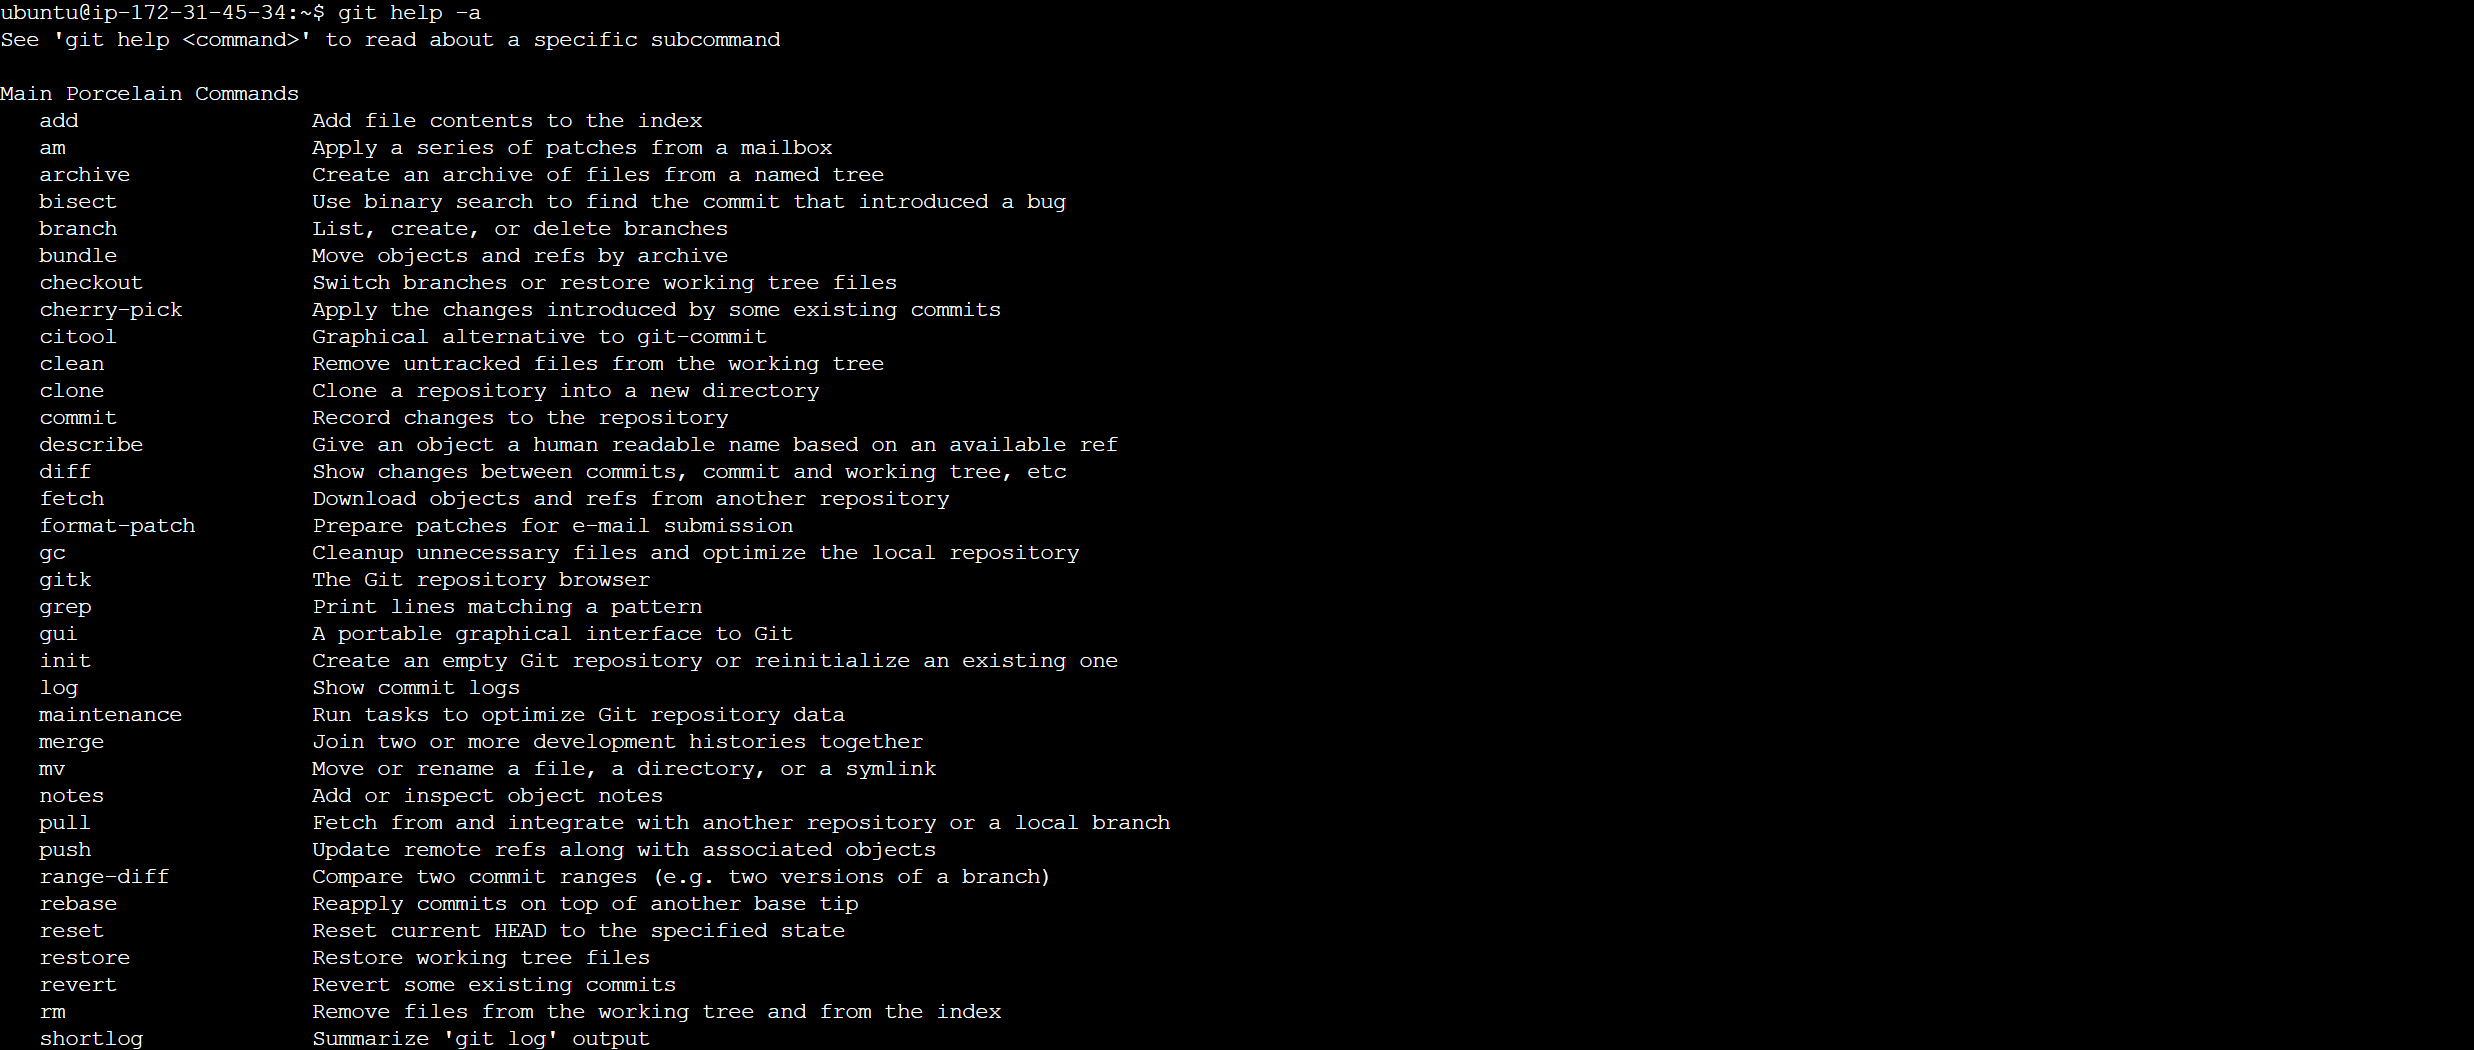 ubuntu@ip-172-31-45-34:~$ git help -a
See 'git help <command>' to read about a specific subcommand

Main Porcelain Commands
   add                  Add file contents to the index
   am                   Apply a series of patches from a mailbox
   archive              Create an archive of files from a named tree
   bisect               Use binary search to find the commit that introduced a bug
   branch               List, create, or delete branches
   bundle               Move objects and refs by archive
   checkout             Switch branches or restore working tree files
   cherry-pick          Apply the changes introduced by some existing commits
   citool               Graphical alternative to git-commit
   clean                Remove untracked files from the working tree
   clone                Clone a repository into a new directory
   commit               Record changes to the repository
   describe             Give an object a human readable name based on an available ref
   diff                 Show changes between commits, commit and working tree, etc
   fetch                Download objects and refs from another repository
   format-patch         Prepare patches for e-mail submission
   gc                   Cleanup unnecessary files and optimize the local repository
   gitk                 The Git repository browser
   grep                 Print lines matching a pattern
   gui                  A portable graphical interface to Git
   init                 Create an empty Git repository or reinitialize an existing one
   log                  Show commit logs
   maintenance          Run tasks to optimize Git repository data
   merge                Join two or more development histories together
   mv                   Move or rename a file, a directory, or a symlink
   notes                Add or inspect object notes
   pull                 Fetch from and integrate with another repository or a local branch
   push                 Update remote refs along with associated objects
   range-diff           Compare two commit ranges (e.g. two versions of a branch)
   rebase               Reapply commits on top of another base tip
   reset                Reset current HEAD to the specified state
   restore              Restore working tree files
   revert               Revert some existing commits
   rm                   Remove files from the working tree and from the index
   shortlog             Summarize 'git log' output